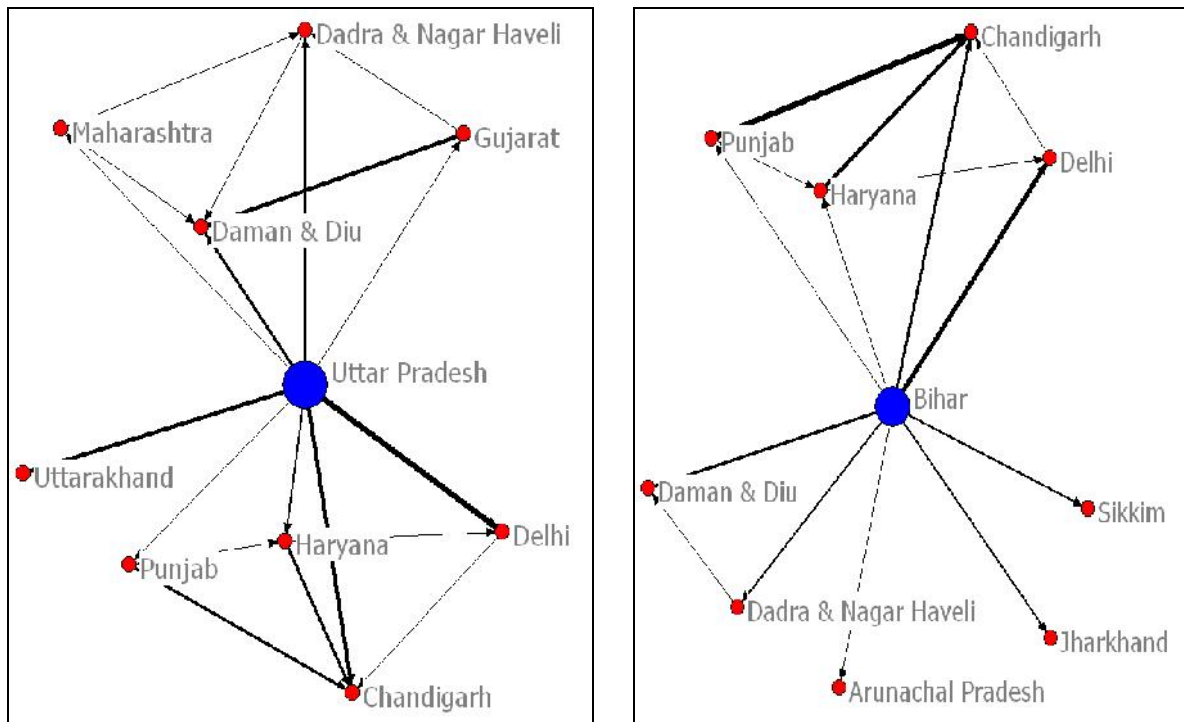 Dadra & Nagar Haveli
Maharashtra
Gujarat
Daman & Diu
Uttar Pradesh
Uttarakhand
Haryana
Delhi
Punjab
Chandigarh
Chandigarh
Punjab
Delhi
Haryana
Bihar
Daman & Diu
Sikkim
Dadra & Nagar Haveli
Jharkhand
Arunachal Pradesh